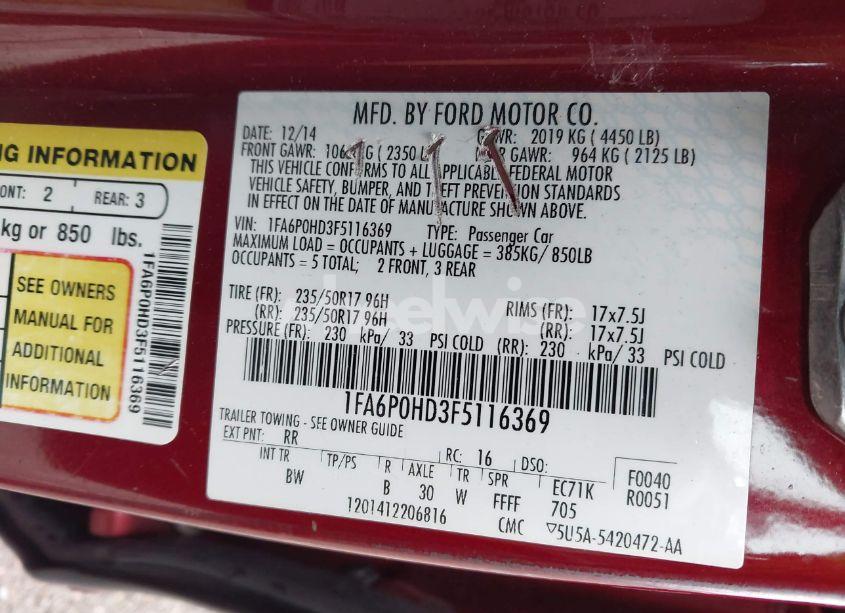 NG INFORMATION
ONT: 2 REAR: 3
kg or 850 lbs.
SEE OWNERS
MANUAL FOR
ADDITIONAL
INFORMATION
1FA6P0HD3F5116369
MFD. BY FORD MOTOR CO.
DATE: 12/14 GVWR: 2019 KG ( 4450 LB)
FRONT GAWR: 106 KG ( 2350 L GAWR: 964 KG ( 2125 LB)
THIS VEHICLE CONFORMS TO ALL APPLICABLE FEDERAL MOTOR
VEHICLE SAFETY, BUMPER, AND THEFT PREVENTION STANDARDS
IN EFFECT ON THE DATE OF MANUFACTURE SHOWN ABOVE.
VIN: 1FA6P0HD3F5116369 TYPE: Passenger Car
MAXIMUM LOAD = OCCUPANTS + LUGGAGE = 385KG/ 850LB
OCCUPANTS = 5 TOTAL; 2 FRONT, 3 REAR
TIRE (FR): 235/50R17 96H RIMS (FR): 17x7.5J
(RR): 235/50R17 96H (RR): 17x7.5J
PRESSURE (FR): 230 kPa/ 33 PSI COLD (RR): 230 kPa/ 33 PSI COLD
wheelwise
1FA6P0HD3F5116369
TRAILER TOWING - SEE OWNER GUIDE
EXT PNT: RR RC: 16 DSO: F0040
INT TR TP/PS R AXLE TR SPR EC71K R0051
BW B 30 W FFFF 705
1201412206816 CMC ▽5U5A-5420472-AA